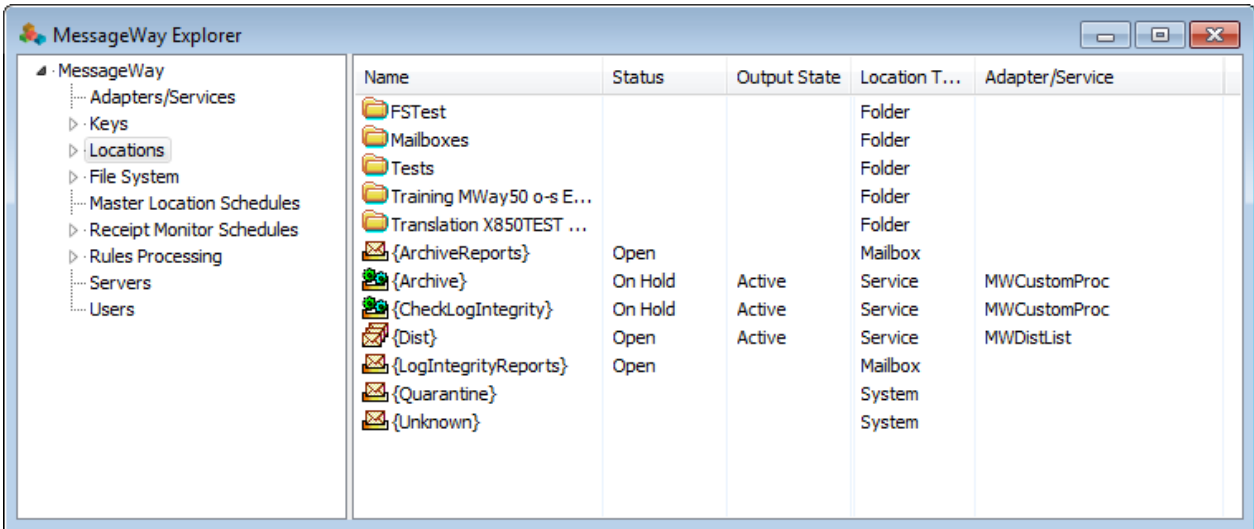 MessageWay Explorer
MessageWay
Adapters/Services
Keys
Locations
File System
Master Location Schedules
Receipt Monitor Schedules
Rules Processing
Servers
Users
Name Status Output State Location T... Adapter/Service
FSTest Folder
Mailboxes Folder
Tests Folder
Training MWay50 o-s E... Folder
Translation X850TEST ... Folder
{ArchiveReports} Open Mailbox
{Archive} On Hold Active Service MWCustomProc
{CheckLogIntegrity} On Hold Active Service MWCustomProc
{Dist} Open Active Service MWDistList
{LogIntegrityReports} Open Mailbox
{Quarantine} System
{Unknown} System